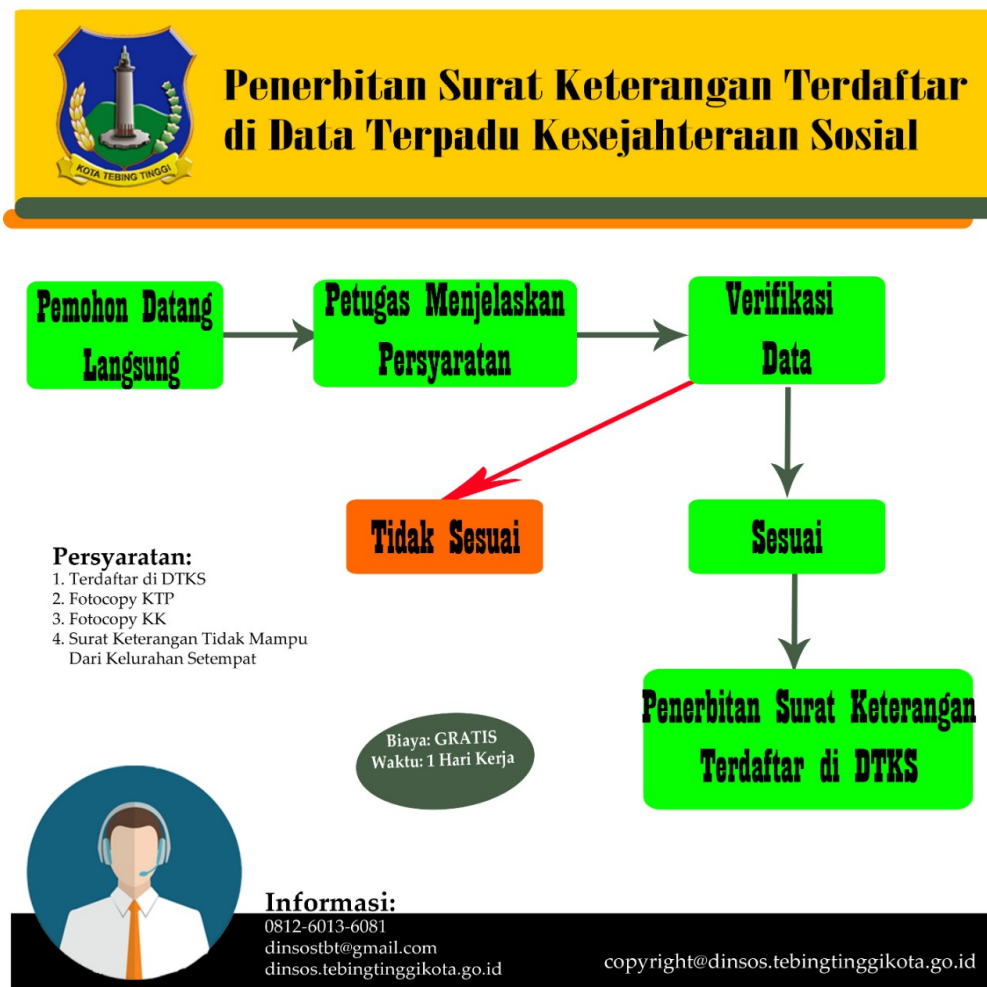 Penerbitan Surat Keterangan Terdaftar
di Data Terpadu Kesejahteraan Sosial
KOTA TEBING TINGGI
Pemohon Datang
Langsung
Petugas Menjelaskan
Persyaratan
Verifikasi
Data
Tidak Sesuai
Sesuai
Persyaratan:
1. Terdaftar di DTKS
2. Fotocopy KTP
3. Fotocopy KK
4. Surat Keterangan Tidak Mampu
Dari Kelurahan Setempat
Penerbitan Surat Keterangan
Terdaftar di DTKS
Biaya: GRATIS
Waktu: 1 Hari Kerja
Informasi:
0812-6013-6081
dinsostbt@gmail.com
dinsos.tebingtinggikota.go.id
copyright@dinsos.tebingtinggikota.go.id